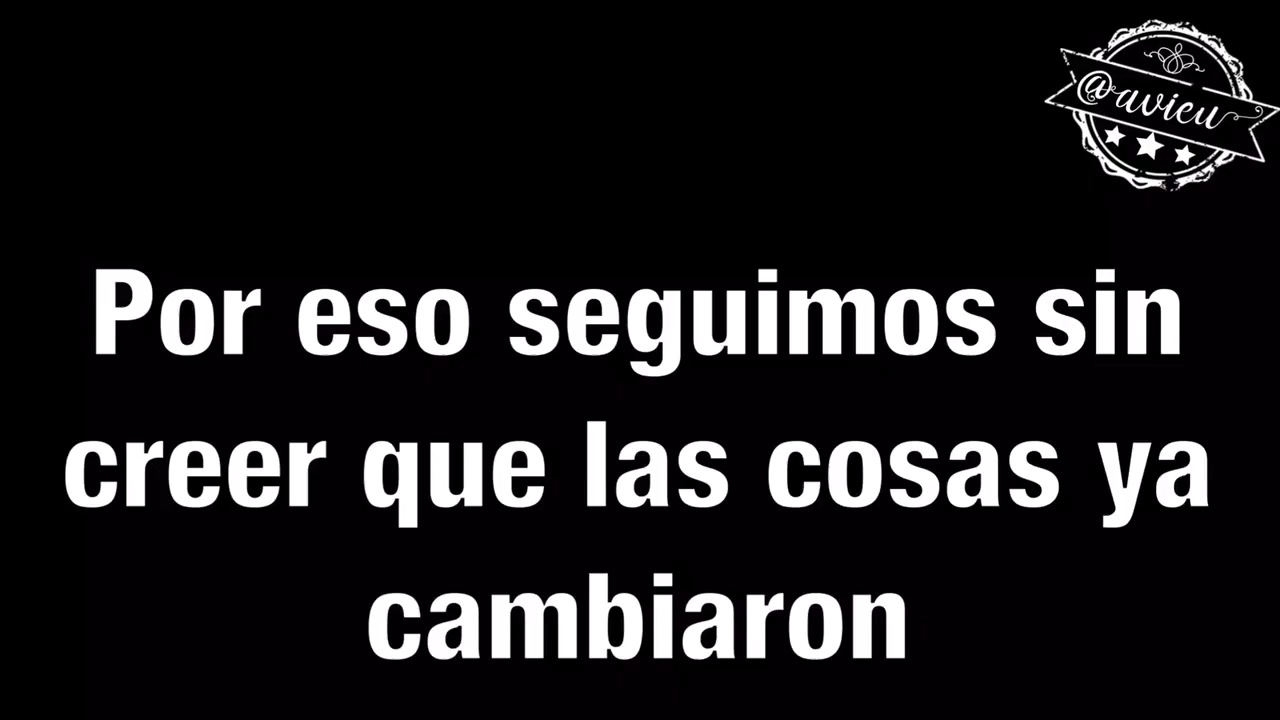 @avicu
Por eso seguimos sin
creer que las cosas ya
cambiaron